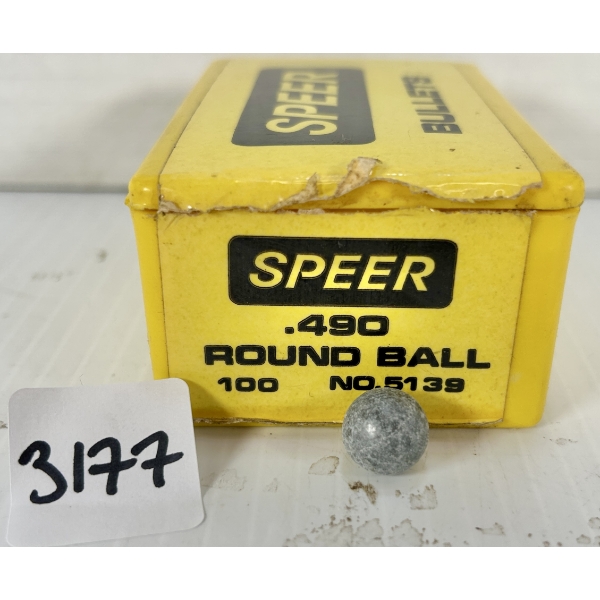 SPEER
BULLETS
SPEER
.490
ROUND BALL
100 NO.5139
3177